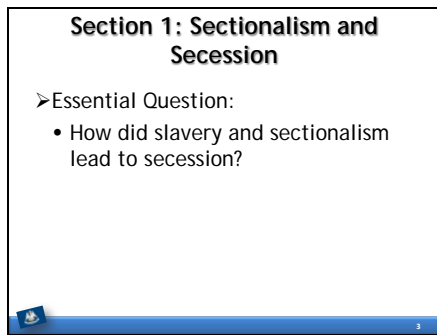 Section 1: Sectionalism and
Secession
➢Essential Question:
• How did slavery and sectionalism
lead to secession?
3